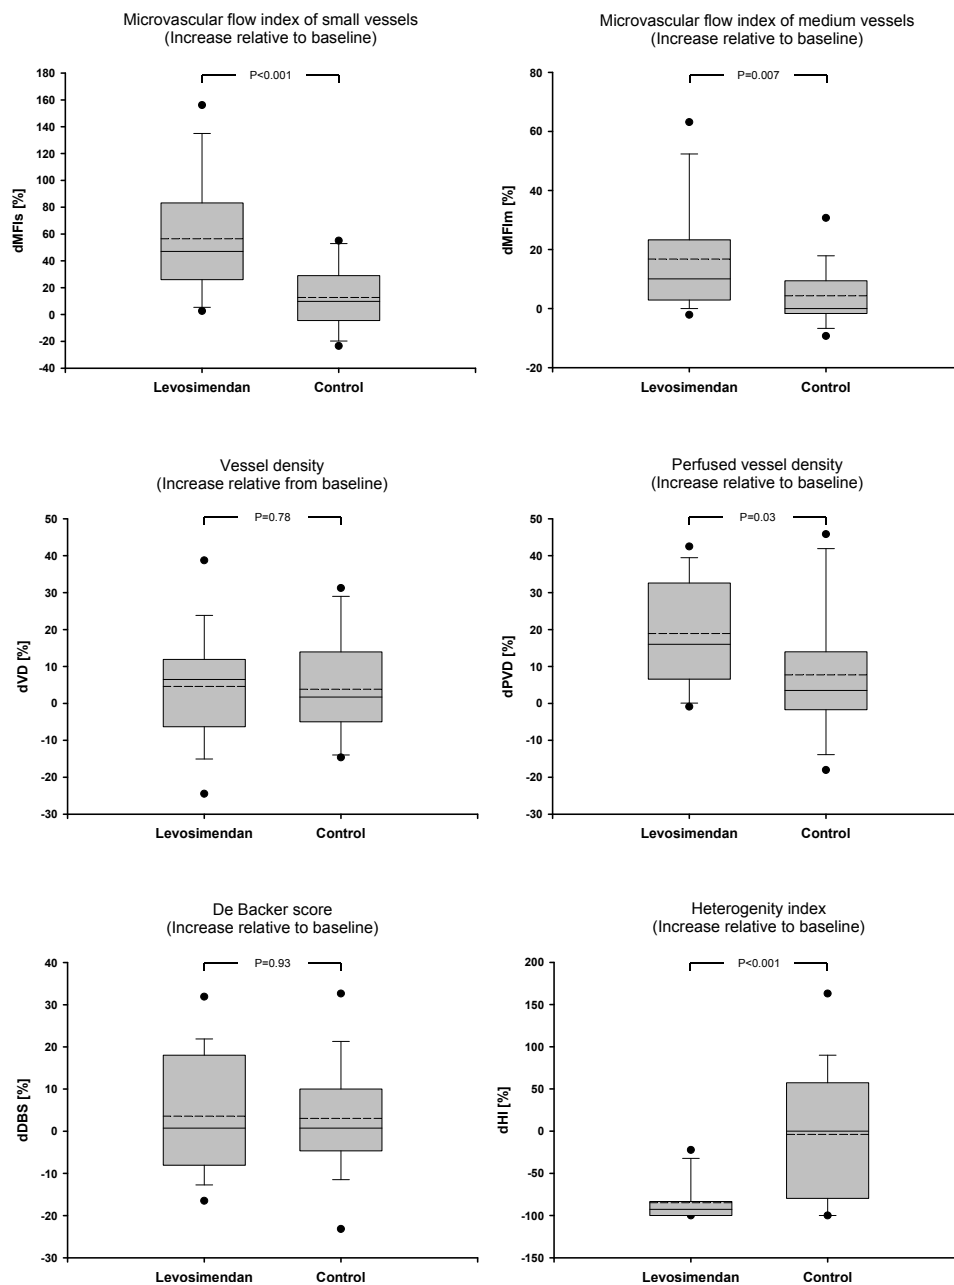 Microvascular flow index of small vessels
(Increase relative to baseline)
180
160
140
120
100
80
60
40
20
0
-20
-40
dMFIs [%]
P<0.001
Levosimendan Control
Microvascular flow index of medium vessels
(Increase relative to baseline)
80
60
40
20
0
-20
dMFIm [%]
P=0.007
Levosimendan Control
Vessel density
(Increase relative from baseline)
50
40
30
20
10
0
-10
-20
-30
dVD [%]
P=0.78
Levosimendan Control
Perfused vessel density
(Increase relative to baseline)
50
40
30
20
10
0
-10
-20
-30
dPVD [%]
P=0.03
Levosimendan Control
De Backer score
(Increase relative to baseline)
40
30
20
10
0
-10
-20
-30
dDBS [%]
P=0.93
Levosimendan Control
Heterogenity index
(Increase relative to baseline)
200
150
100
50
0
-50
-100
-150
dHI [%]
P<0.001
Levosimendan Control